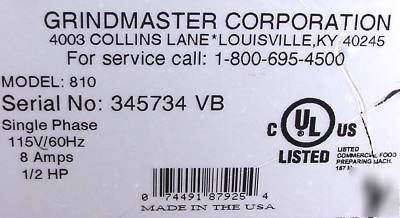 GRINDMASTER CORPORATION
4003 COLLINS LANE*LOUISVILLE,KY 40245
For service call: 1-800-695-4500
MODEL: 810
Serial No: 345734 VB
Single Phase
115V/60Hz
8 Amps
1/2 HP
C UL US
LISTED
LISTED
COMMERCIAL FOOD
PREPARING MACH.
0 74491 87925 4
MADE IN THE USA